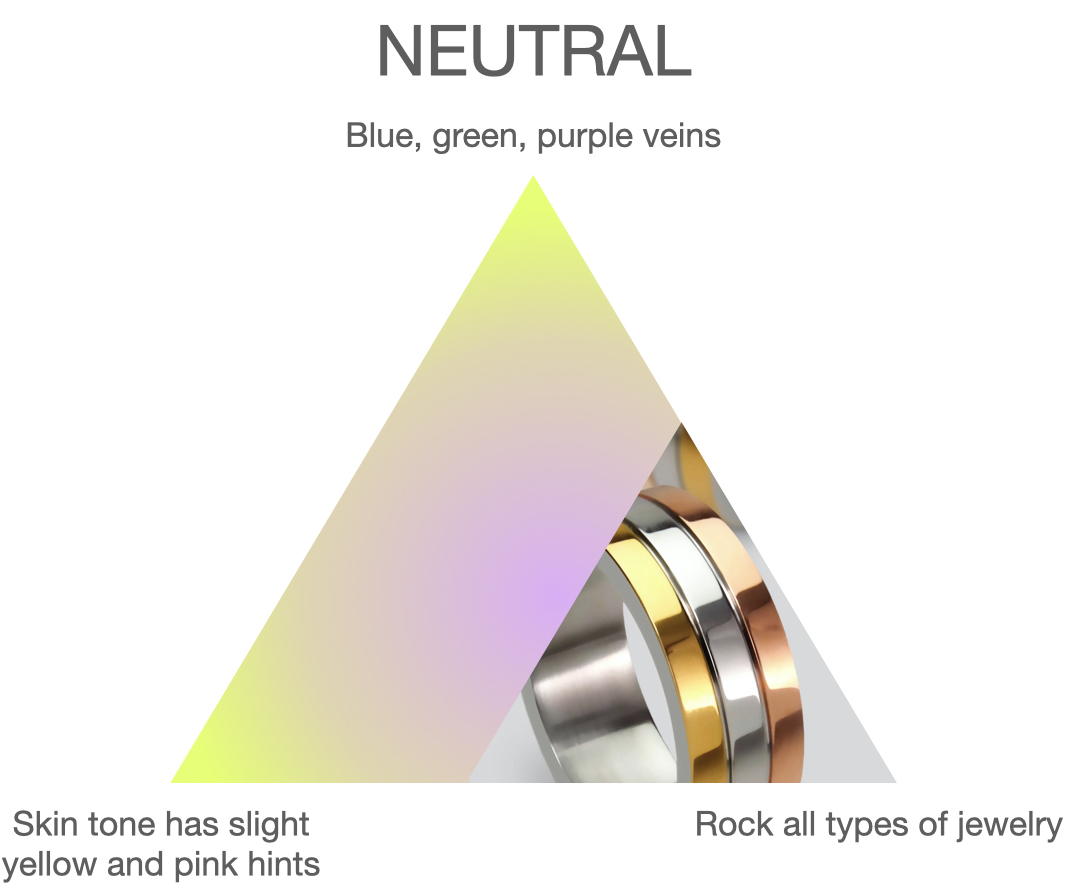 NEUTRAL
Blue, green, purple veins
Skin tone has slight
yellow and pink hints
Rock all types of jewelry